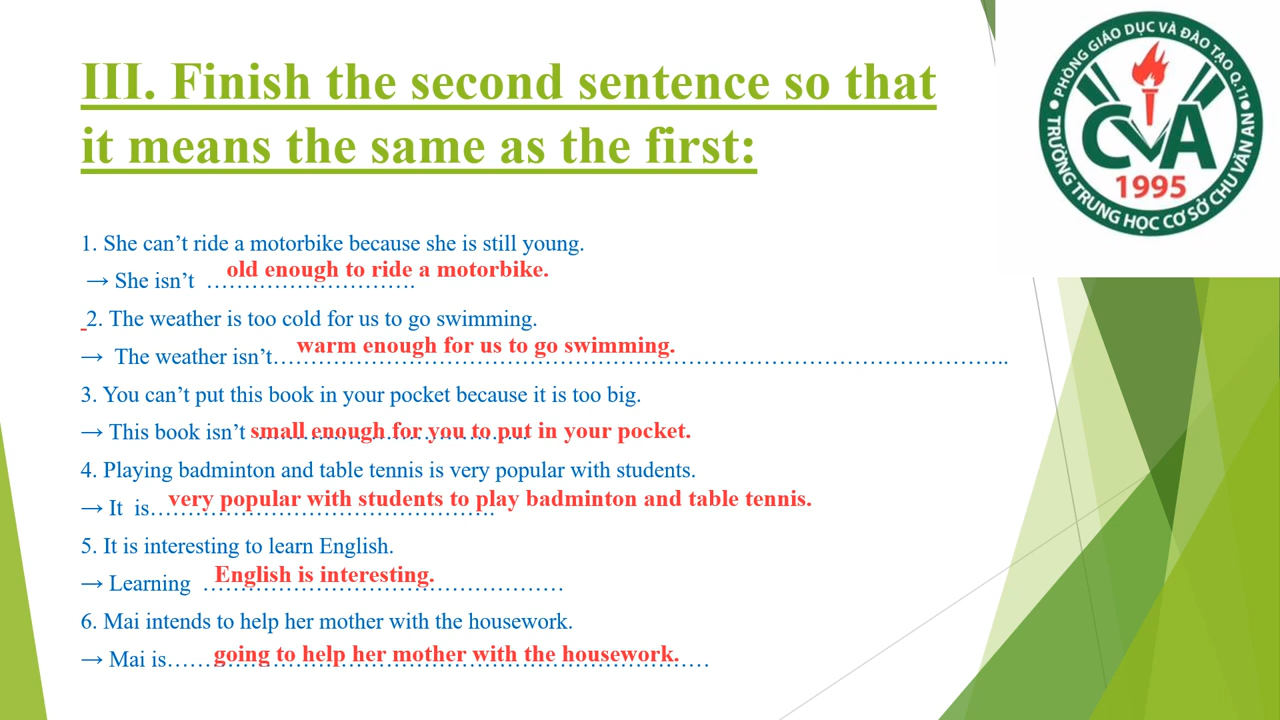 III. Finish the second sentence so that
it means the same as the first:
PHÒNG GIÁO DỤC VÀ ĐÀO TẠO Q.11
CVA
1995
TRƯỜNG TRUNG HỌC CƠ SỞ CHU VĂN AN
1. She can’t ride a motorbike because she is still young.
→ She isn’t ………………………. old enough to ride a motorbike.
2. The weather is too cold for us to go swimming.
→ The weather isn’t…………………………………………………………………………………….. warm enough for us to go swimming.
3. You can’t put this book in your pocket because it is too big.
→ This book isn’t ……………………………… small enough for you to put in your pocket.
4. Playing badminton and table tennis is very popular with students.
→ It is………………………………………. very popular with students to play badminton and table tennis.
5. It is interesting to learn English.
→ Learning ………………………………………… English is interesting.
6. Mai intends to help her mother with the housework.
→ Mai is……………………………………………………………… going to help her mother with the housework.